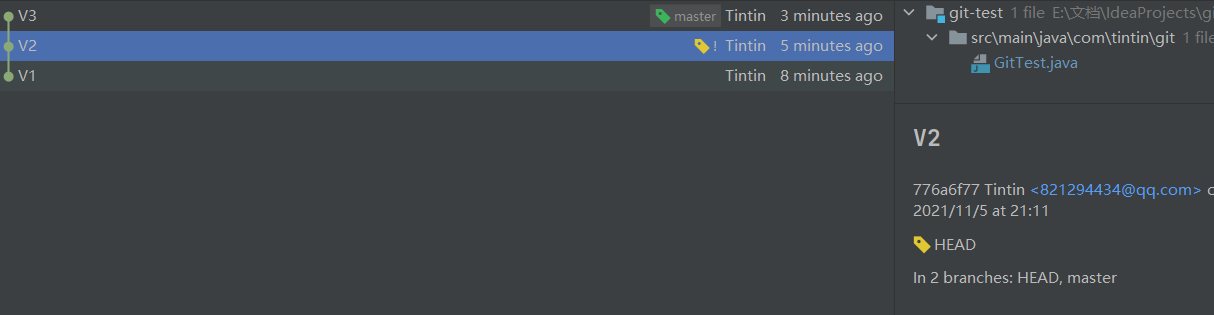 V3 master Tintin 3 minutes ago
V2 ! Tintin 5 minutes ago
V1 Tintin 8 minutes ago
git-test 1 file E:\文档\IdeaProjects\gi
src\main\java\com\tintin\git 1 file
GitTest.java
V2
776a6f77 Tintin <821294434@qq.com>
2021/11/5 at 21:11
HEAD
In 2 branches: HEAD, master